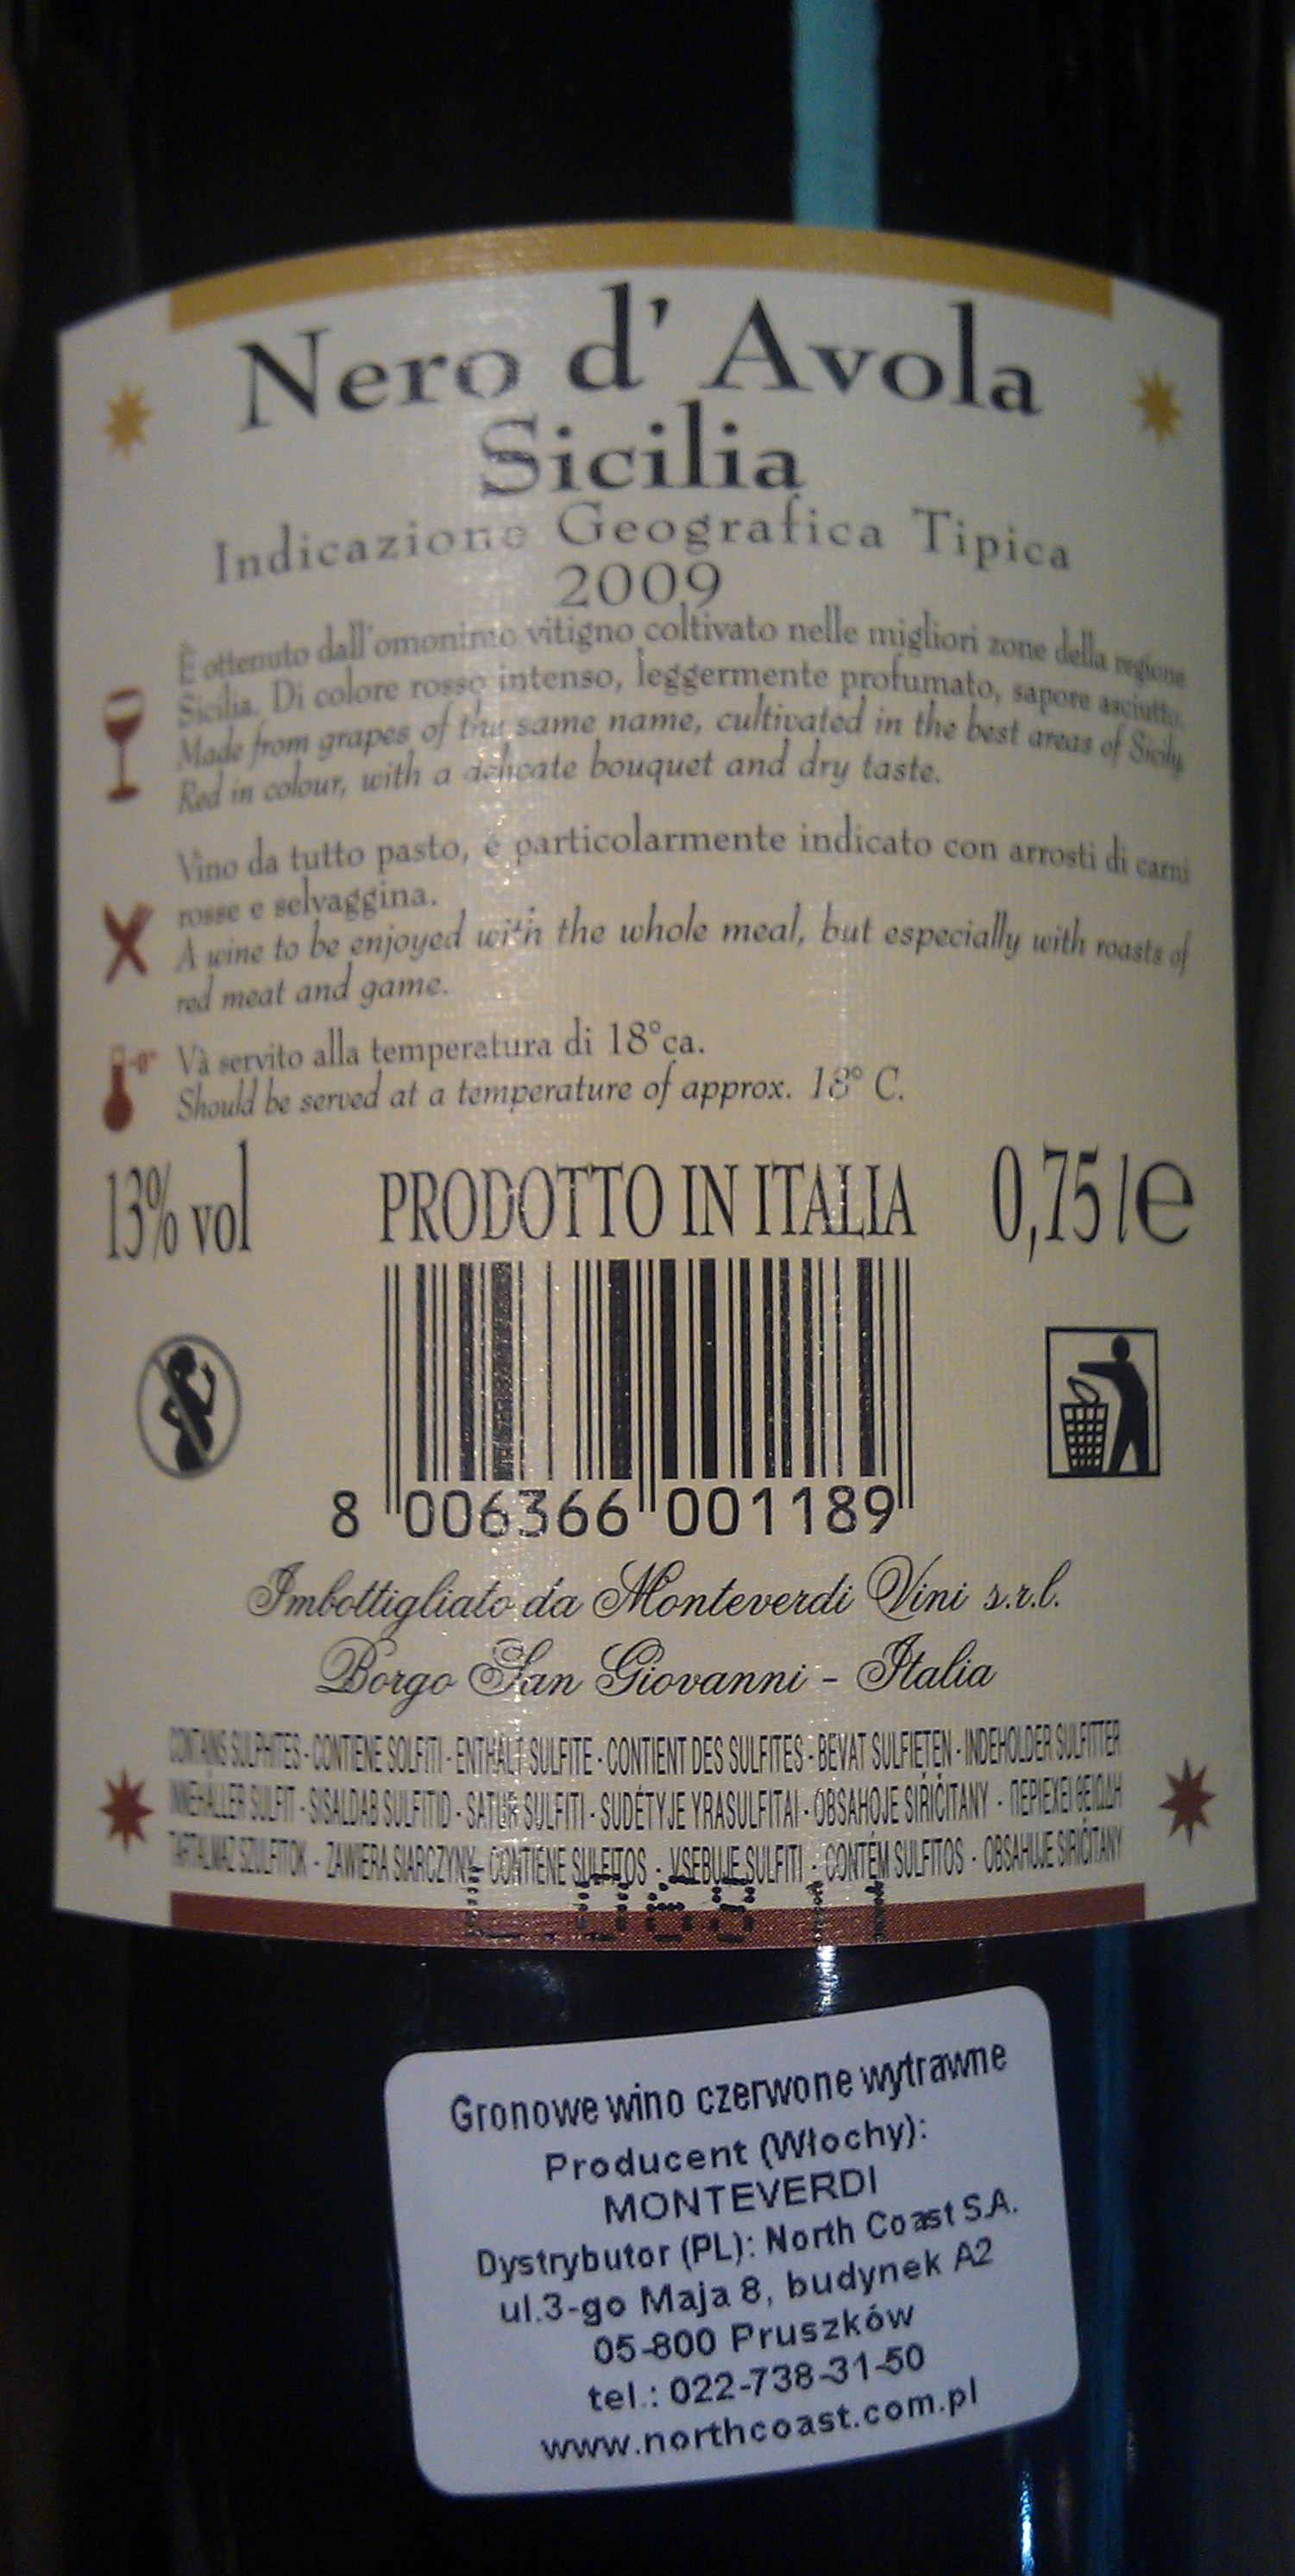 Nero d' Avola
Sicilia
Indicazione Geografica Tipica
2009
È ottenuto dall'omonimo vitigno coltivato nelle migliori zone della regione
Sicilia. Di colore rosso intenso, leggermente profumato, sapore asciutto.
Made from grapes of the same name, cultivated in the best areas of Sicily.
Red in colour, with a delicate bouquet and dry taste.
Vino da tutto pasto, è particolarmente indicato con arrosti di carni
rosse e selvaggina.
A wine to be enjoyed with the whole meal, but especially with roasts of
red meat and game.
Và servito alla temperatura di 18°ca.
Should be served at a temperature of approx. 18° C.
13% vol PRODOTTO IN ITALIA 0,75 l e
8 006366 001189
Imbottigliato da Monteverdi Vini s.r.l.
Borgo San Giovanni - Italia
CONTAINS SULPHITES - CONTIENE SOLFITI - ENTHÄLT SULFITE - CONTIENT DES SULFITES - BEVAT SULFIETEN - INDEHOLDER SULFITTER
INNEHÅLLER SULFIT - SISALDAB SULFITID - SATUR SULFITI - SUDĖTYJE YRA SULFITAI - OBSAHOJE SIŘIČITANY - ΠΕΡΙΕΧΕΙ ΘΕΙΩΔΗ
TARTALMAZ SZULFITOK - ZAWIERA SIARCZYNY - CONTIENE SULFITOS - VSEBUJE SULFITI - CONTÉM SULFITOS - OBSAHUJE SIRIČITANY
Gronowe wino czerwone wytrawne
Producent (Włochy):
MONTEVERDI
Dystrybutor (PL): North Coast S.A.
ul.3-go Maja 8, budynek A2
05-800 Pruszków
tel.: 022-738-31-50
www.northcoast.com.pl